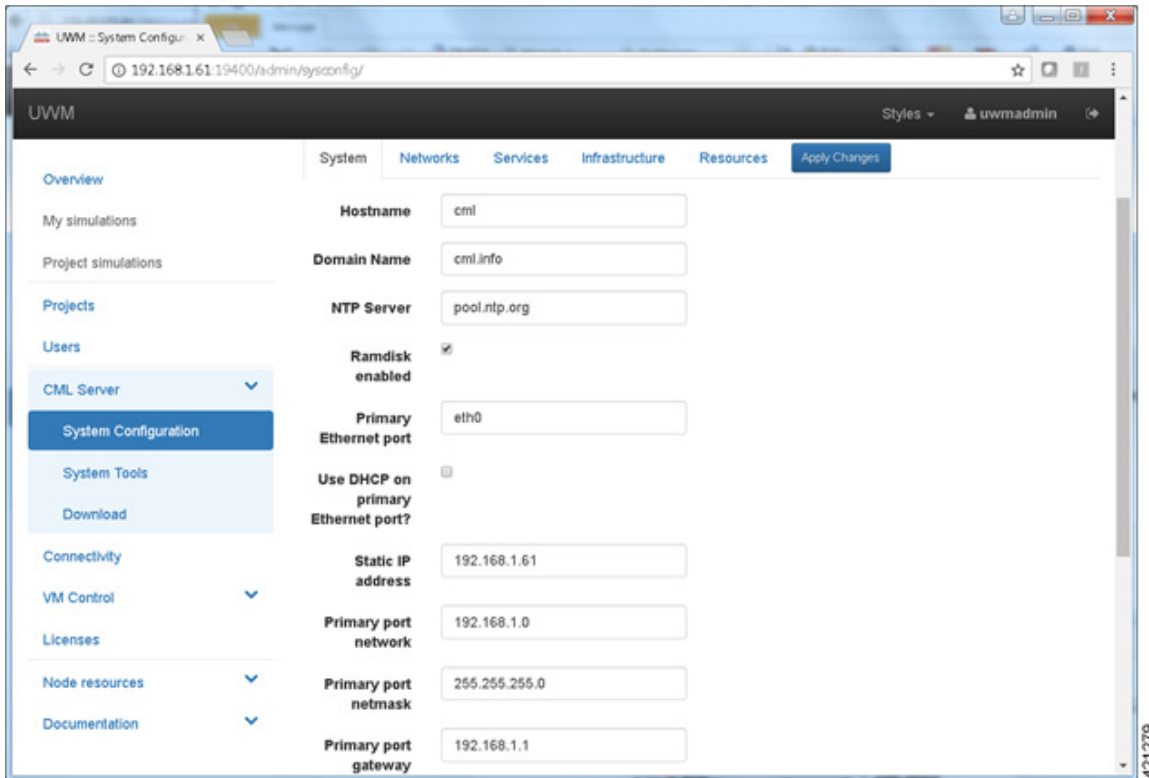 UWM :: System Configu
192.168.1.61:19400/admin/sysconfig/
UWM
Styles
uwmadmin
System Networks Services Infrastructure Resources Apply Changes
Overview
My simulations
Project simulations
Projects
Users
CML Server
System Configuration
System Tools
Download
Connectivity
VM Control
Licenses
Node resources
Documentation
Hostname
cml
Domain Name
cml.info
NTP Server
pool.ntp.org
Ramdisk
enabled
Primary
Ethernet port
eth0
Use DHCP on
primary
Ethernet port?
Static IP
address
192.168.1.61
Primary port
network
192.168.1.0
Primary port
netmask
255.255.255.0
Primary port
gateway
192.168.1.1